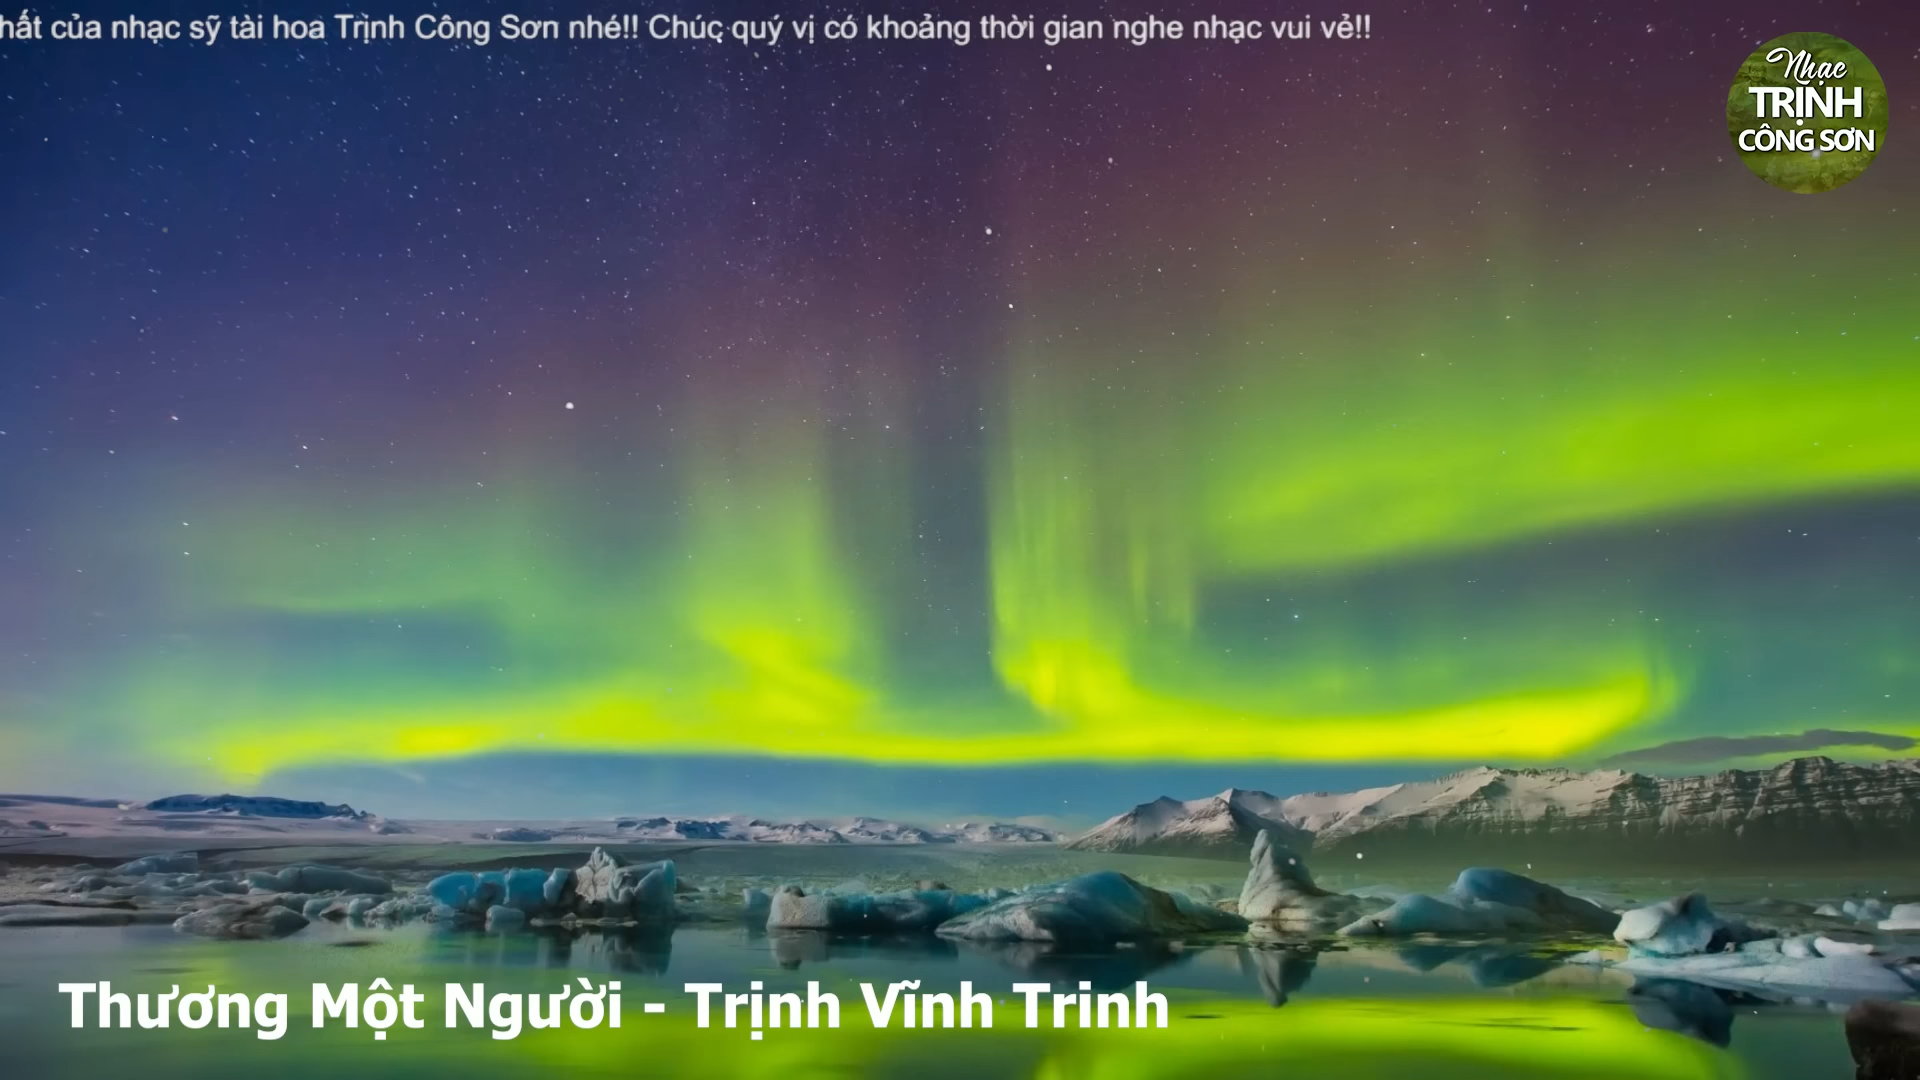 hất của nhạc sỹ tài hoa Trịnh Công Sơn nhé!! Chúc quý vị có khoảng thời gian nghe nhạc vui vẻ!!
Nhạc
TRỊNH
CÔNG SƠN
Thương Một Người - Trịnh Vĩnh Trinh